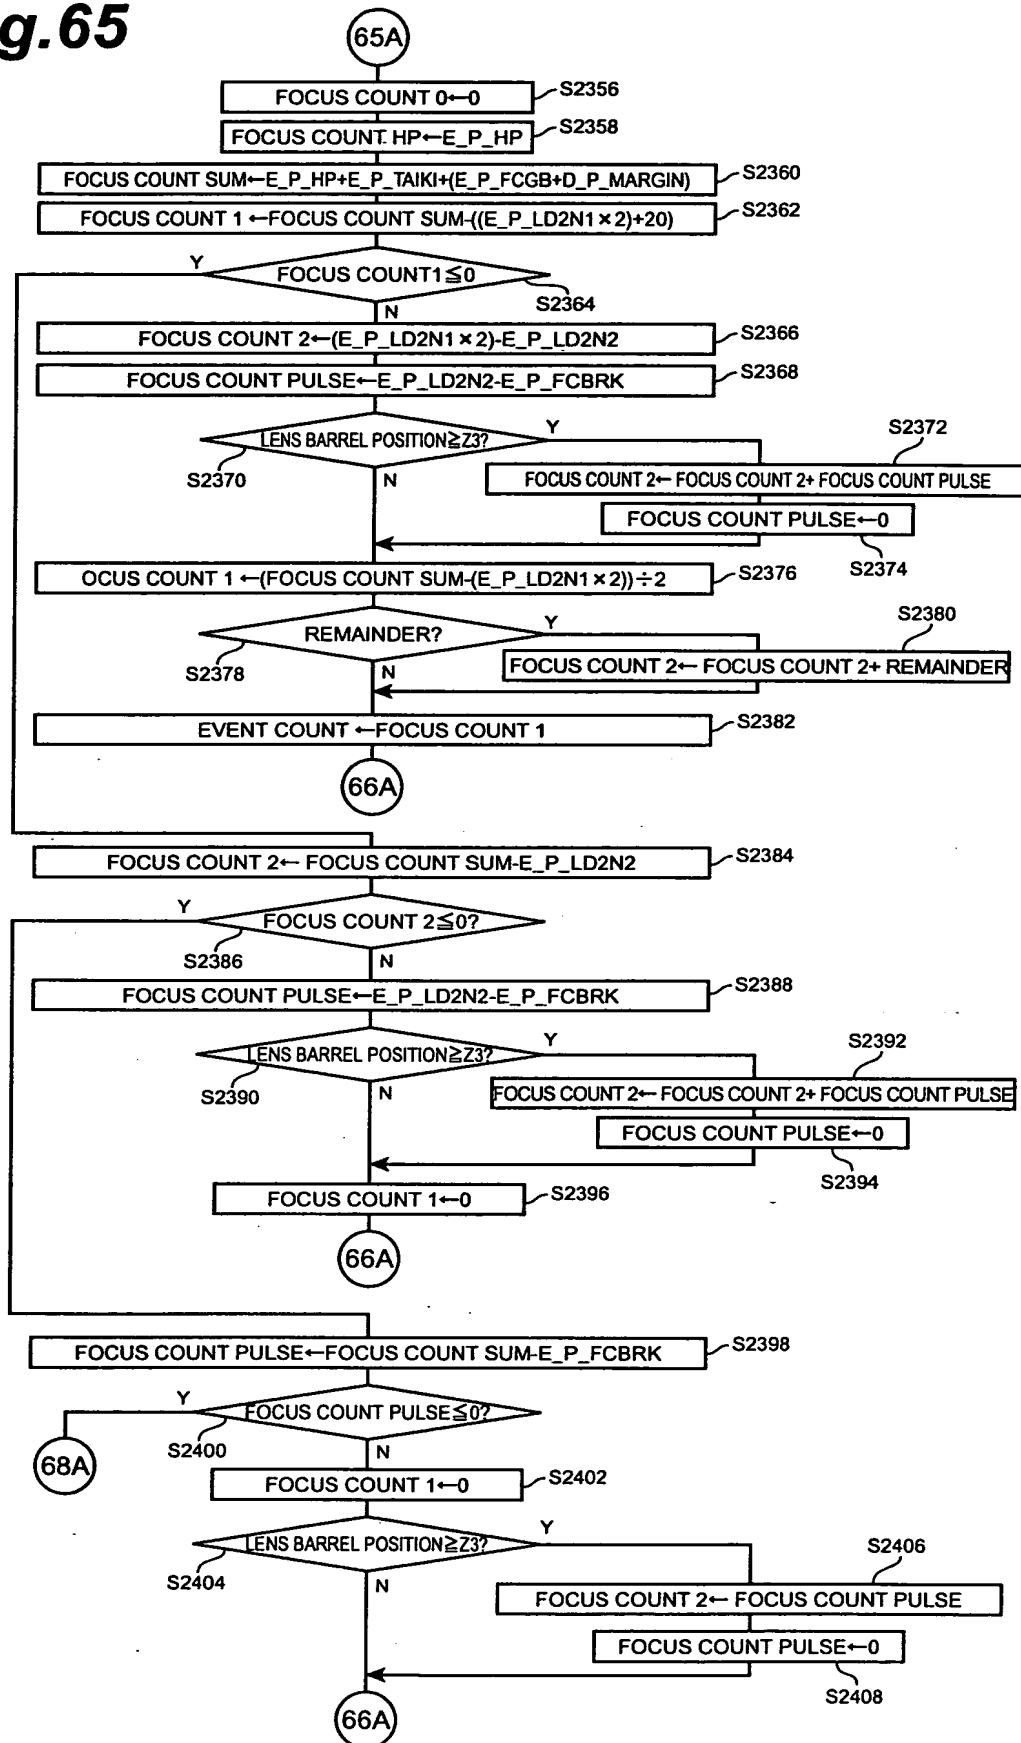 g.65
65A
FOCUS COUNT 0←0
S2356
FOCUS COUNT HP←E_P_HP
S2358
FOCUS COUNT SUM←E_P_HP+E_P_TAIKI+(E_P_FCGB+D_P_MARGIN)
S2360
FOCUS COUNT 1 ←FOCUS COUNT SUM-((E_P_LD2N1×2)+20)
S2362
Y
FOCUS COUNT1≦0
S2364
N
FOCUS COUNT 2←(E_P_LD2N1×2)-E_P_LD2N2
S2366
FOCUS COUNT PULSE←E_P_LD2N2-E_P_FCBRK
S2368
LENS BARREL POSITION≧Z3?
Y
S2370
N
S2372
FOCUS COUNT 2← FOCUS COUNT 2+ FOCUS COUNT PULSE
FOCUS COUNT PULSE←0
S2374
OCUS COUNT 1 ←(FOCUS COUNT SUM-(E_P_LD2N1×2))÷2
S2376
REMAINDER?
Y
S2378
N
S2380
FOCUS COUNT 2← FOCUS COUNT 2+ REMAINDER
EVENT COUNT ←FOCUS COUNT 1
S2382
66A
FOCUS COUNT 2← FOCUS COUNT SUM-E_P_LD2N2
S2384
Y
FOCUS COUNT 2≦0?
S2386
N
FOCUS COUNT PULSE←E_P_LD2N2-E_P_FCBRK
S2388
LENS BARREL POSITION≧Z3?
Y
S2390
N
S2392
FOCUS COUNT 2← FOCUS COUNT 2+ FOCUS COUNT PULSE
FOCUS COUNT PULSE←0
S2394
FOCUS COUNT 1←0
S2396
66A
FOCUS COUNT PULSE←FOCUS COUNT SUM-E_P_FCBRK
S2398
Y
FOCUS COUNT PULSE≦0?
S2400
N
68A
FOCUS COUNT 1←0
S2402
LENS BARREL POSITION≧Z3?
Y
S2404
N
S2406
FOCUS COUNT 2← FOCUS COUNT PULSE
FOCUS COUNT PULSE←0
S2408
66A